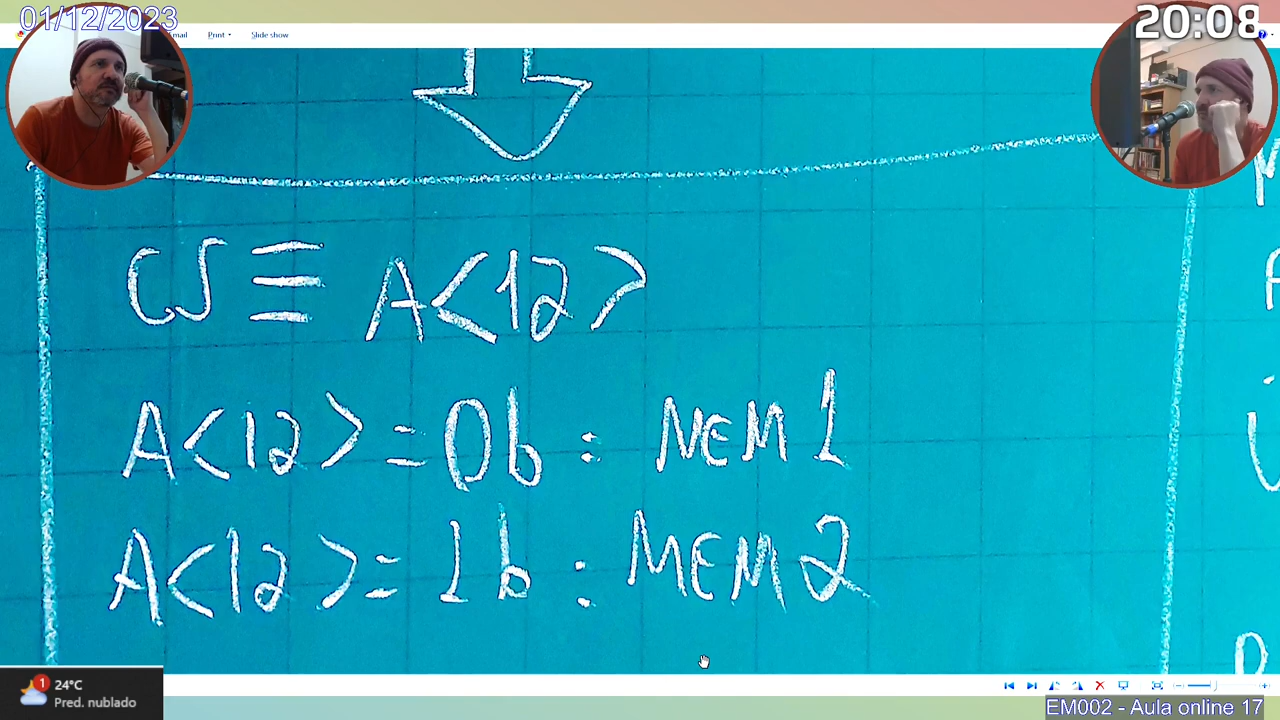 01/12/2023
20:08
Print
Slide show
CS ≡ A<12>
A<12> = 0b : MEM 1
A<12> = 1b : MEM 2
1
24°C
Pred. nublado
EM002 - Aula online 17